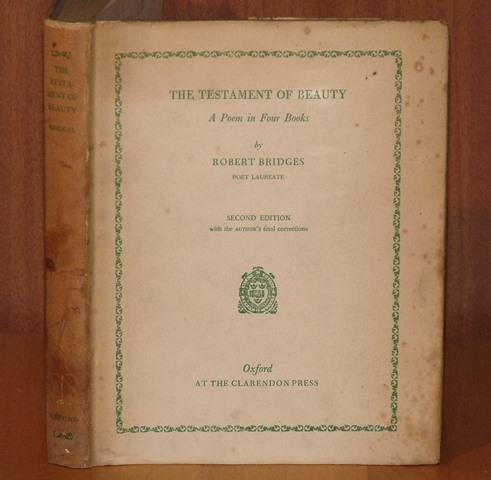 THE
TESTA-
MENT OF
BEAUTY
BRIDGES
OXFORD
THE TESTAMENT OF BEAUTY
A Poem in Four Books
by
ROBERT BRIDGES
POET LAUREATE
SECOND EDITION
with the AUTHOR's final corrections
Oxford
AT THE CLARENDON PRESS